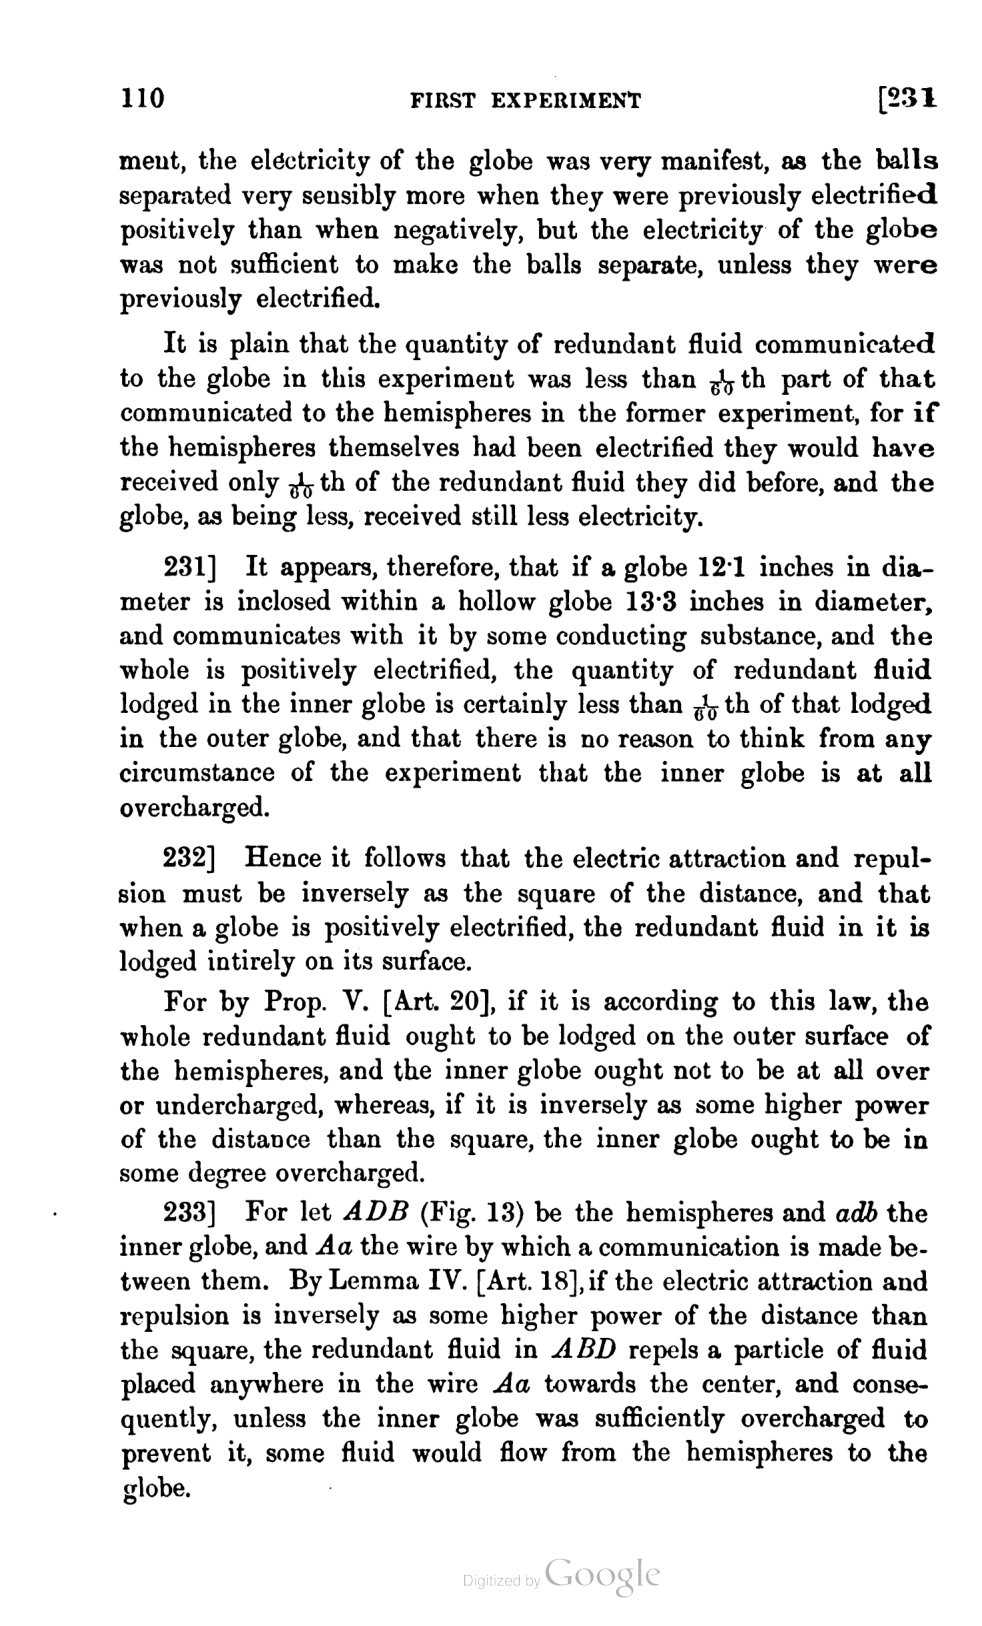 110 FIRST EXPERIMENT [231
ment, the electricity of the globe was very manifest, as the balls
separated very sensibly more when they were previously electrified
positively than when negatively, but the electricity of the globe
was not sufficient to make the balls separate, unless they were
previously electrified.
It is plain that the quantity of redundant fluid communicated
to the globe in this experiment was less than 1/60 th part of that
communicated to the hemispheres in the former experiment, for if
the hemispheres themselves had been electrified they would have
received only 1/60 th of the redundant fluid they did before, and the
globe, as being less, received still less electricity.
231] It appears, therefore, that if a globe 12·1 inches in dia-
meter is inclosed within a hollow globe 13·3 inches in diameter,
and communicates with it by some conducting substance, and the
whole is positively electrified, the quantity of redundant fluid
lodged in the inner globe is certainly less than 1/60 th of that lodged
in the outer globe, and that there is no reason to think from any
circumstance of the experiment that the inner globe is at all
overcharged.
232] Hence it follows that the electric attraction and repul-
sion must be inversely as the square of the distance, and that
when a globe is positively electrified, the redundant fluid in it is
lodged intirely on its surface.
For by Prop. V. [Art. 20], if it is according to this law, the
whole redundant fluid ought to be lodged on the outer surface of
the hemispheres, and the inner globe ought not to be at all over
or undercharged, whereas, if it is inversely as some higher power
of the distance than the square, the inner globe ought to be in
some degree overcharged.
233] For let ADB (Fig. 13) be the hemispheres and adb the
inner globe, and Aa the wire by which a communication is made be-
tween them. By Lemma IV. [Art. 18], if the electric attraction and
repulsion is inversely as some higher power of the distance than
the square, the redundant fluid in ABD repels a particle of fluid
placed anywhere in the wire Aa towards the center, and conse-
quently, unless the inner globe was sufficiently overcharged to
prevent it, some fluid would flow from the hemispheres to the
globe.
Digitized by Google